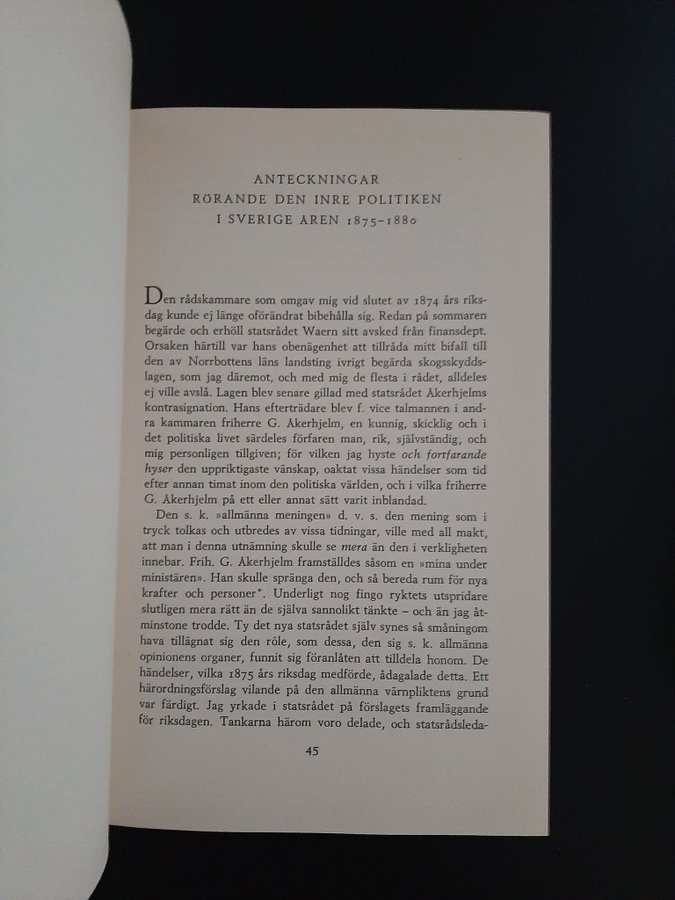 ANTECKNINGAR
RÖRANDE DEN INRE POLITIKEN
I SVERIGE ÅREN 1875–1880
Den rådskammare som omgav mig vid slutet av 1874 års riks-
dag kunde ej länge oförändrat bibehålla sig. Redan på sommaren
begärde och erhöll statsrådet Waern sitt avsked från finansdept.
Orsaken härtill var hans obenägenhet att tillråda mitt bifall till
den av Norrbottens läns landsting ivrigt begärda skogsskydds-
lagen, som jag däremot, och med mig de flesta i rådet, alldeles
ej ville avslå. Lagen blev senare gillad med statsrådet Åkerhjelms
kontrasignation. Hans efterträdare blev f. vice talmannen i and-
ra kammaren friherre G. Åkerhjelm, en kunnig, skicklig och i
det politiska livet särdeles förfaren man, rik, självständig, och
mig personligen tillgiven; för vilken jag hyste och fortfarande
hyser den uppriktigaste vänskap, oaktat vissa händelser som tid
efter annan timat inom den politiska världen, och i vilka friherre
G. Åkerhjelm på ett eller annat sätt varit inblandad.
Den s. k. »allmänna meningen» d. v. s. den mening som i
tryck tolkas och utbredes av vissa tidningar, ville med all makt,
att man i denna utnämning skulle se mera än den i verkligheten
innebar. Frih. G. Åkerhjelm framställdes såsom en »mina under
ministären». Han skulle spränga den, och så bereda rum för nya
krafter och personer*. Underligt nog fingo ryktets utspridare
slutligen mera rätt än de själva sannolikt tänkte – och än jag åt-
minstone trodde. Ty det nya statsrådet själv synes så småningom
hava tillägnat sig den rôle, som dessa, den sig s. k. allmänna
opinionens organer, funnit sig föranlåten att tilldela honom. De
händelser, vilka 1875 års riksdag medförde, ådagalade detta. Ett
härordningsförslag vilande på den allmänna värnpliktens grund
var färdigt. Jag yrkade i statsrådet på förslagets framläggande
för riksdagen. Tankarna härom voro delade, och statsrådsleda-
45